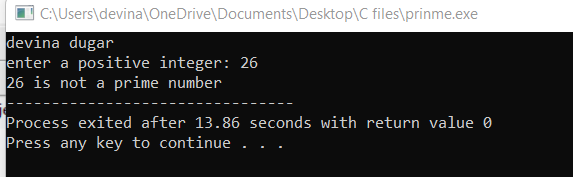 C:\Users\devina\OneDrive\Documents\Desktop\C files\prinme.exe
devina dugar
enter a positive integer: 26
26 is not a prime number
--------------------------------
Process exited after 13.86 seconds with return value 0
Press any key to continue . . .